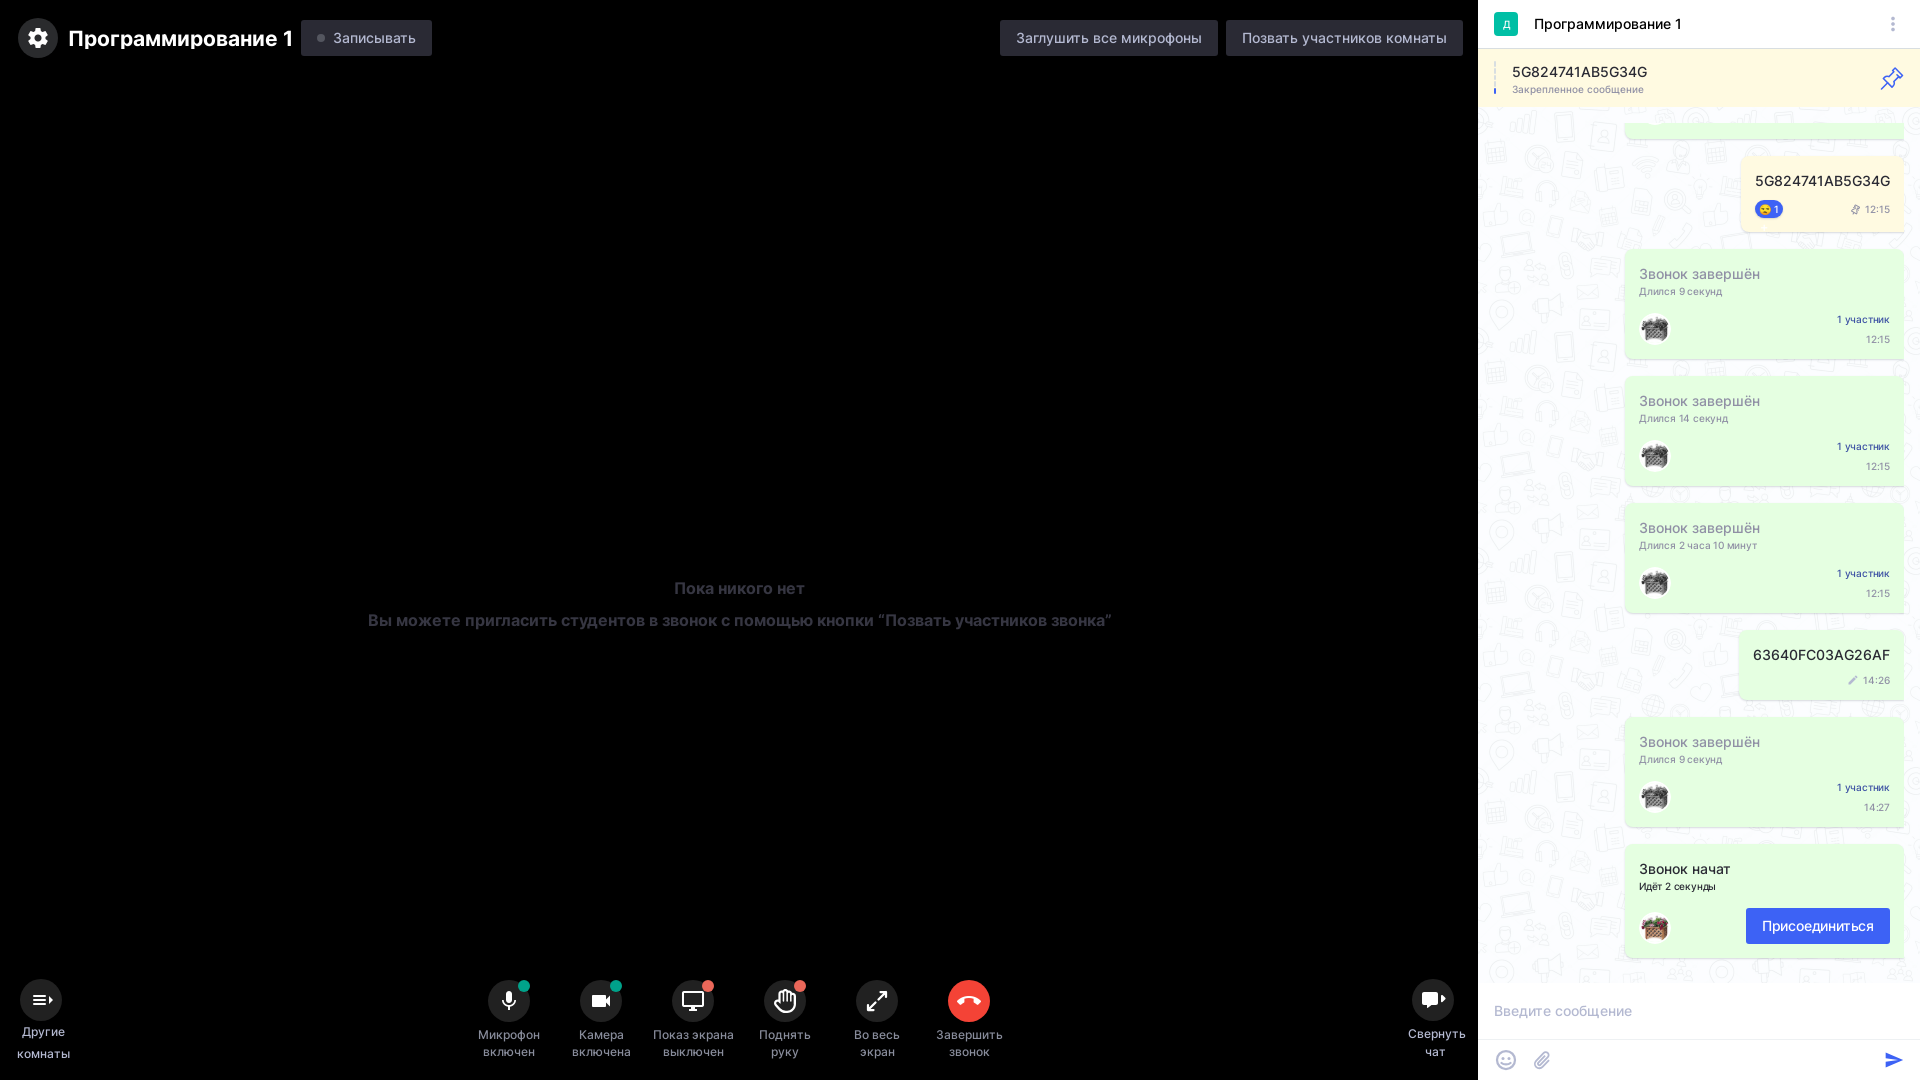 Программирование 1
Записывать
Заглушить все микрофоны
Позвать участников комнаты
Пока никого нет
Вы можете пригласить студентов в звонок с помощью кнопки “Позвать участников звонка”
Другие
комнаты
Микрофон
включен
Камера
включена
Показ экрана
выключен
Поднять
руку
Во весь
экран
Завершить
звонок
Свернуть
чат
Д
Программирование 1
5G824741AB5G34G
Закрепленное сообщение
5G824741AB5G34G
1
12:15
Звонок завершён
Длился 9 секунд
1 участник
12:15
Звонок завершён
Длился 14 секунд
1 участник
12:15
Звонок завершён
Длился 2 часа 10 минут
1 участник
12:15
63640FC03AG26AF
14:26
Звонок завершён
Длился 9 секунд
1 участник
14:27
Звонок начат
Идёт 2 секунды
Присоединиться
Введите сообщение